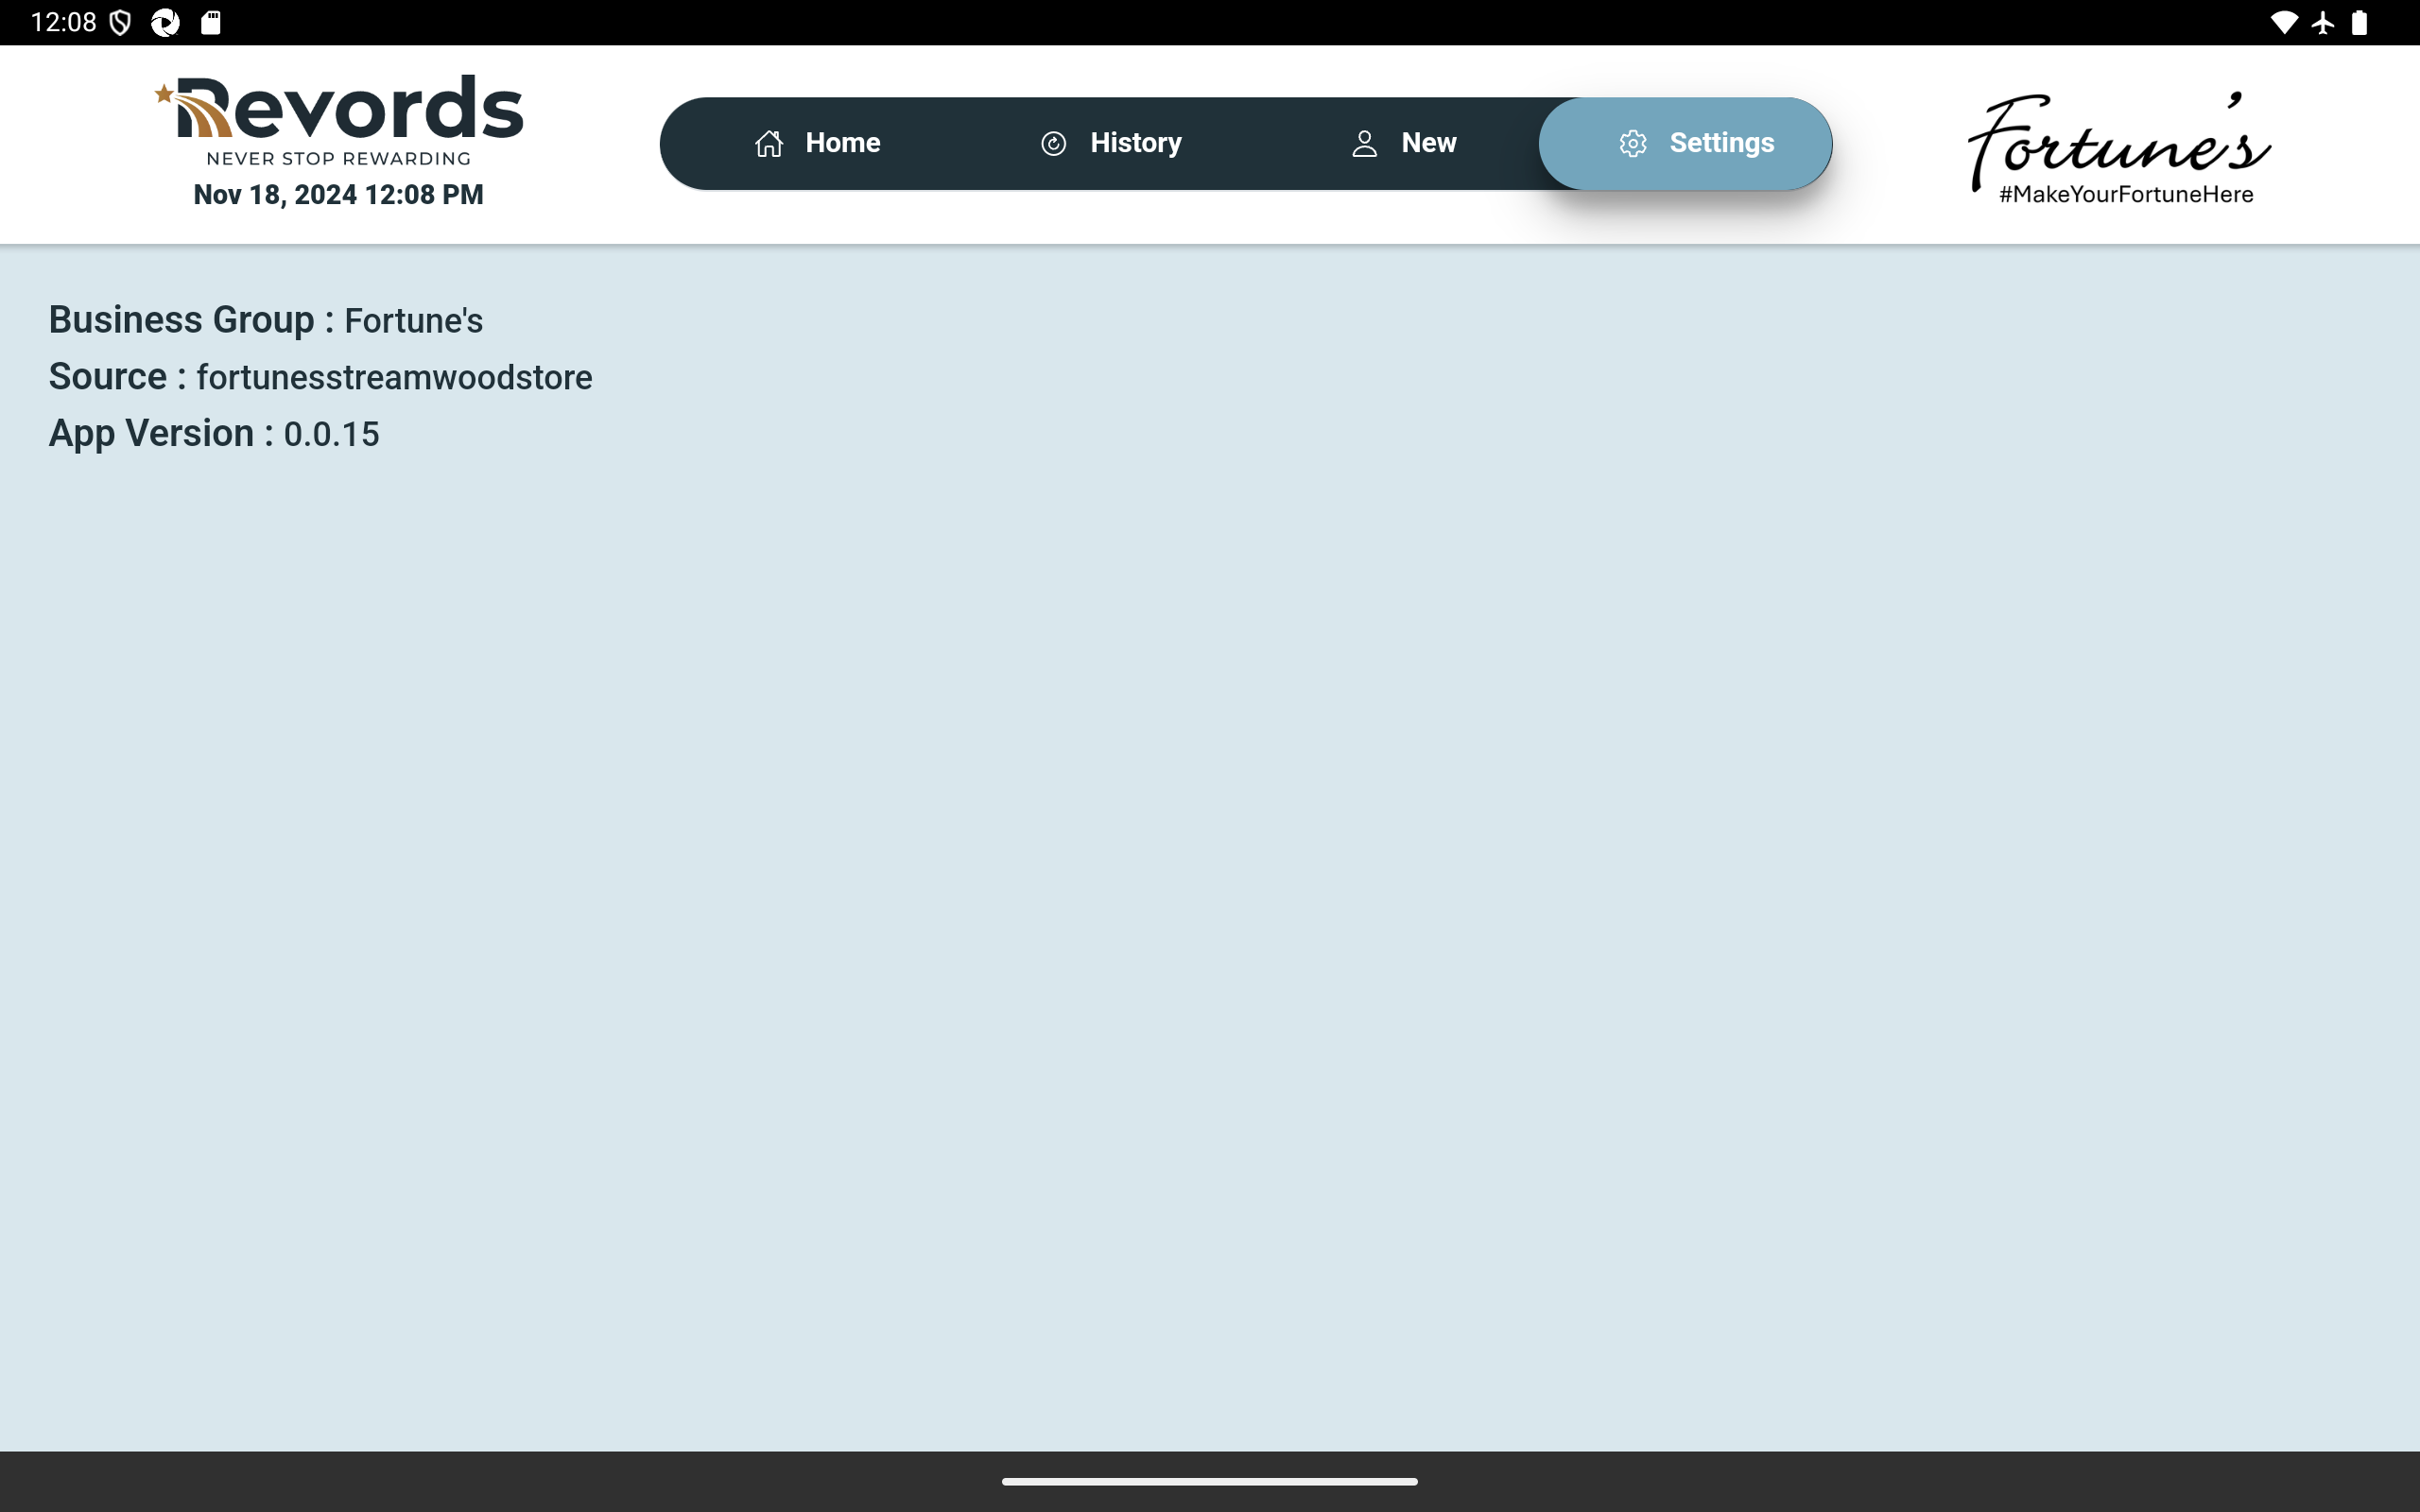 12:08
Revords
NEVER STOP REWARDING
Nov 18, 2024 12:08 PM
Home
History
New
Settings
Fortune's
#MakeYourFortuneHere
Business Group : Fortune's
Source : fortunesstreamwoodstore
App Version : 0.0.15